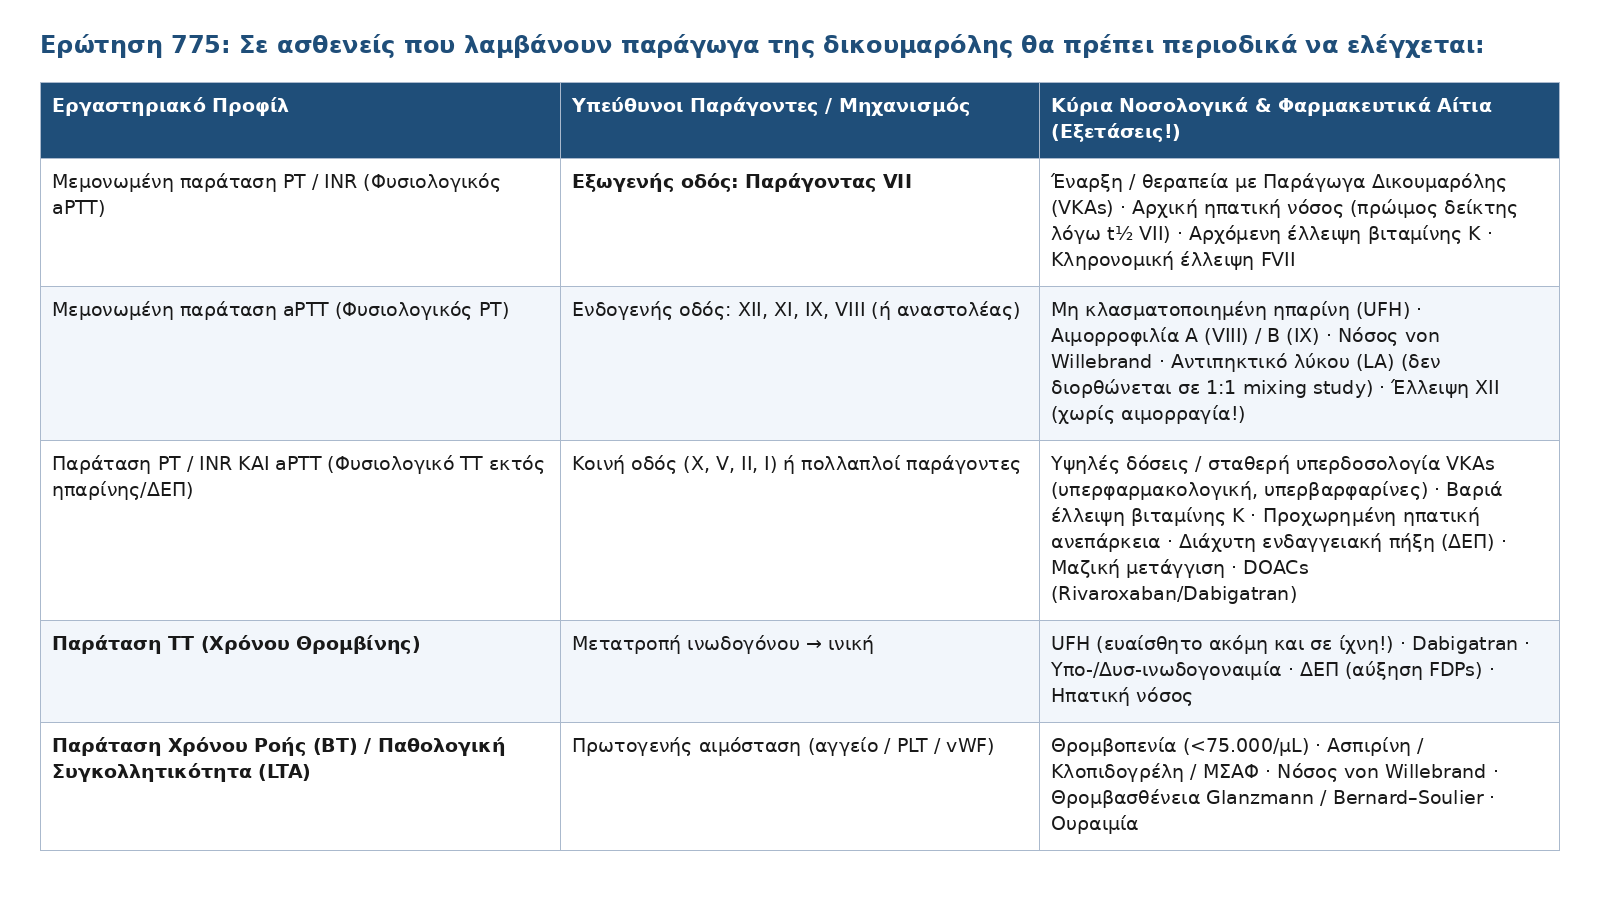 Ερώτηση 775: Σε ασθενείς που λαμβάνουν παράγωγα της δικουμαρόλης θα πρέπει περιοδικά να ελέγχεται:
Εργαστηριακό Προφίλ
Υπεύθυνοι Παράγοντες / Μηχανισμός
Κύρια Νοσολογικά & Φαρμακευτικά Αίτια
(Εξετάσεις!)
Μεμονωμένη παράταση PT / INR (Φυσιολογικός
aPTT)
Εξωγενής οδός: Παράγοντας VII
Έναρξη / θεραπεία με Παράγωγα Δικουμαρόλης
(VKAs) · Αρχική ηπατική νόσος (πρώιμος δείκτης
λόγω t½ VII) · Αρχόμενη έλλειψη βιταμίνης Κ ·
Κληρονομική έλλειψη FVII
Μεμονωμένη παράταση aPTT (Φυσιολογικός PT)
Ενδογενής οδός: XII, XI, IX, VIII (ή αναστολέας)
Μη κλασματοποιημένη ηπαρίνη (UFH) ·
Αιμορροφιλία Α (VIII) / Β (IX) · Νόσος von
Willebrand · Αντιπηκτικό λύκου (LA) (δεν
διορθώνεται σε 1:1 mixing study) · Έλλειψη XII
(χωρίς αιμορραγία!)
Παράταση PT / INR ΚΑΙ aPTT (Φυσιολογικό TT εκτός
ηπαρίνης/ΔΕΠ)
Κοινή οδός (X, V, II, I) ή πολλαπλοί παράγοντες
Υψηλές δόσεις / σταθερή υπερδοσολογία VKAs
(υπερφαρμακολογική, υπερβαρφαρίνες) · Βαριά
έλλειψη βιταμίνης Κ · Προχωρημένη ηπατική
ανεπάρκεια · Διάχυτη ενδαγγειακή πήξη (ΔΕΠ) ·
Μαζική μετάγγιση · DOACs
(Rivaroxaban/Dabigatran)
Παράταση TT (Χρόνου Θρομβίνης)
Μετατροπή ινωδογόνου → ινική
UFH (ευαίσθητο ακόμη και σε ίχνη!) · Dabigatran ·
Υπο-/Δυσ-ινωδογοναιμία · ΔΕΠ (αύξηση FDPs) ·
Ηπατική νόσος
Παράταση Χρόνου Ροής (BT) / Παθολογική
Συγκολλητικότητα (LTA)
Πρωτογενής αιμόσταση (αγγείο / PLT / vWF)
Θρομβοπενία (<75.000/μL) · Ασπιρίνη /
Κλοπιδογρέλη / ΜΣΑΦ · Νόσος von Willebrand ·
Θρομβασθένεια Glanzmann / Bernard–Soulier ·
Ουραιμία